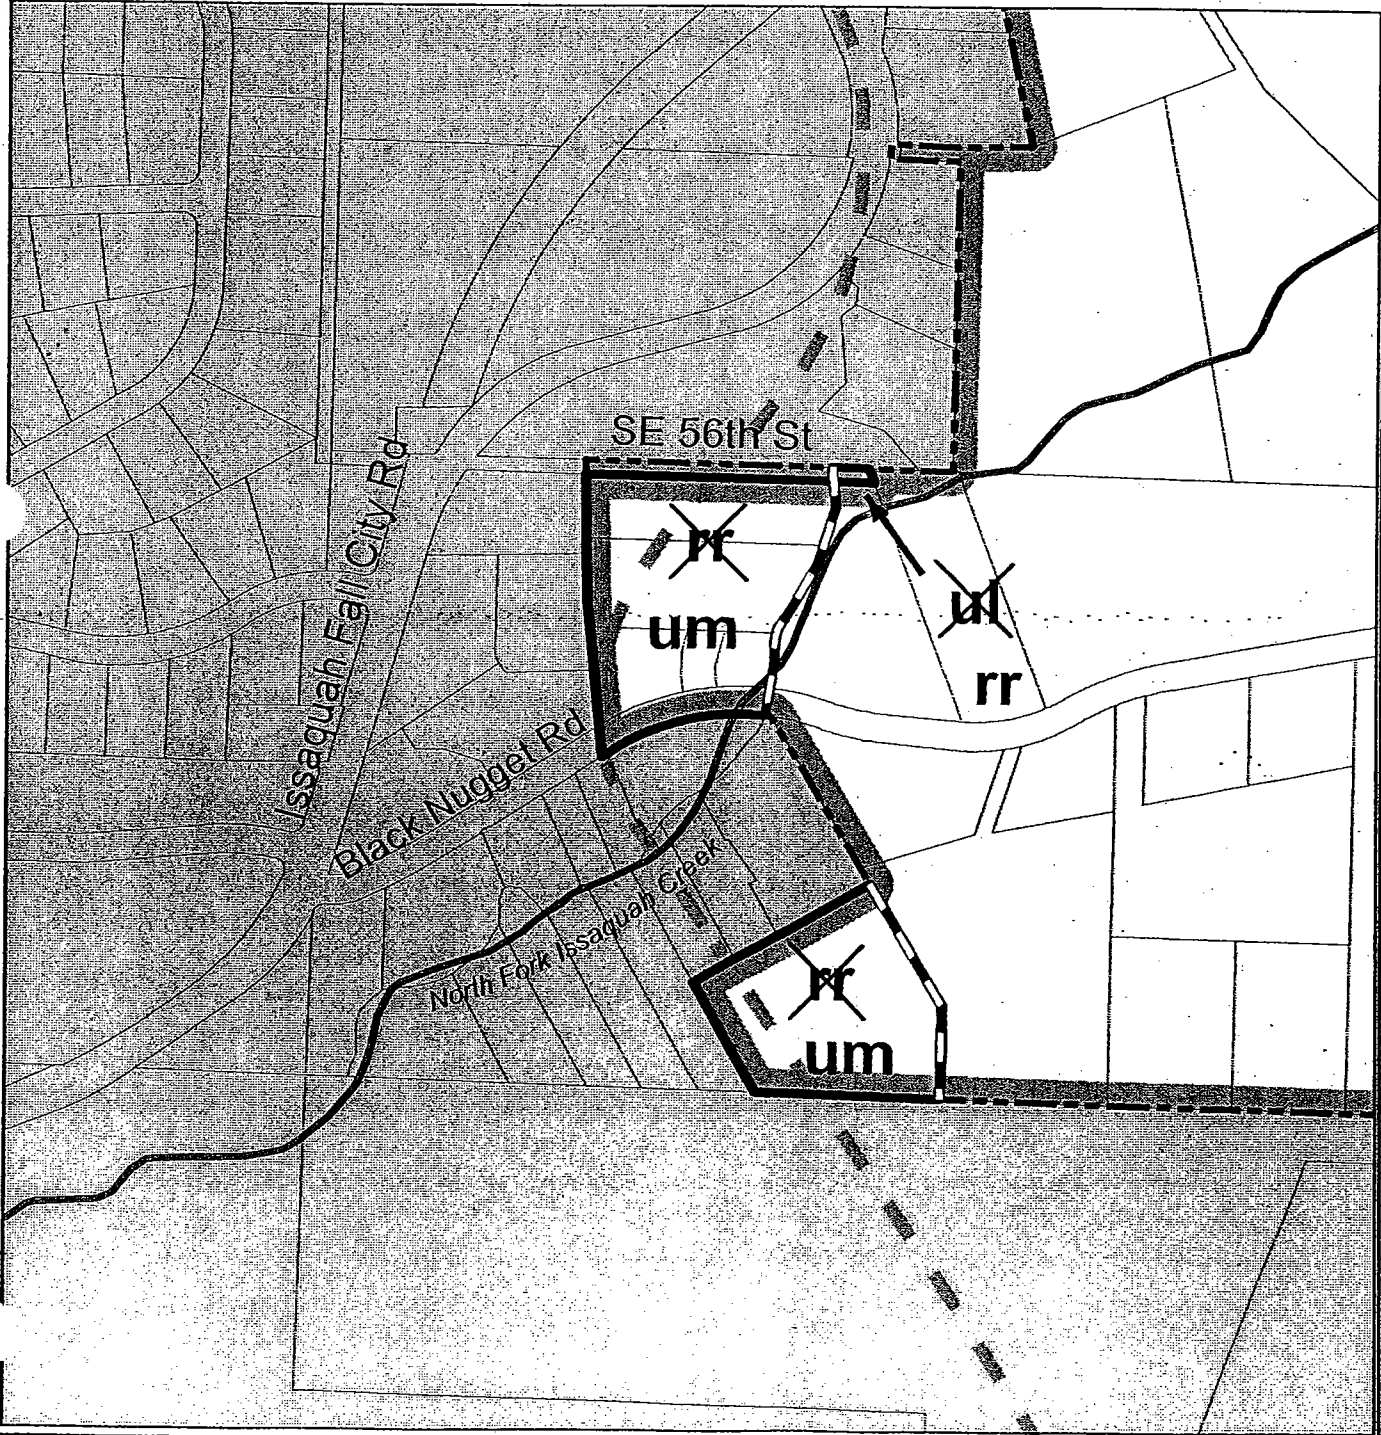 SE 56th St
Issaquah Fall City Rd
rr
um
ul
rr
Black Nugget Rd
North Fork Issaquah Creek
rr
um